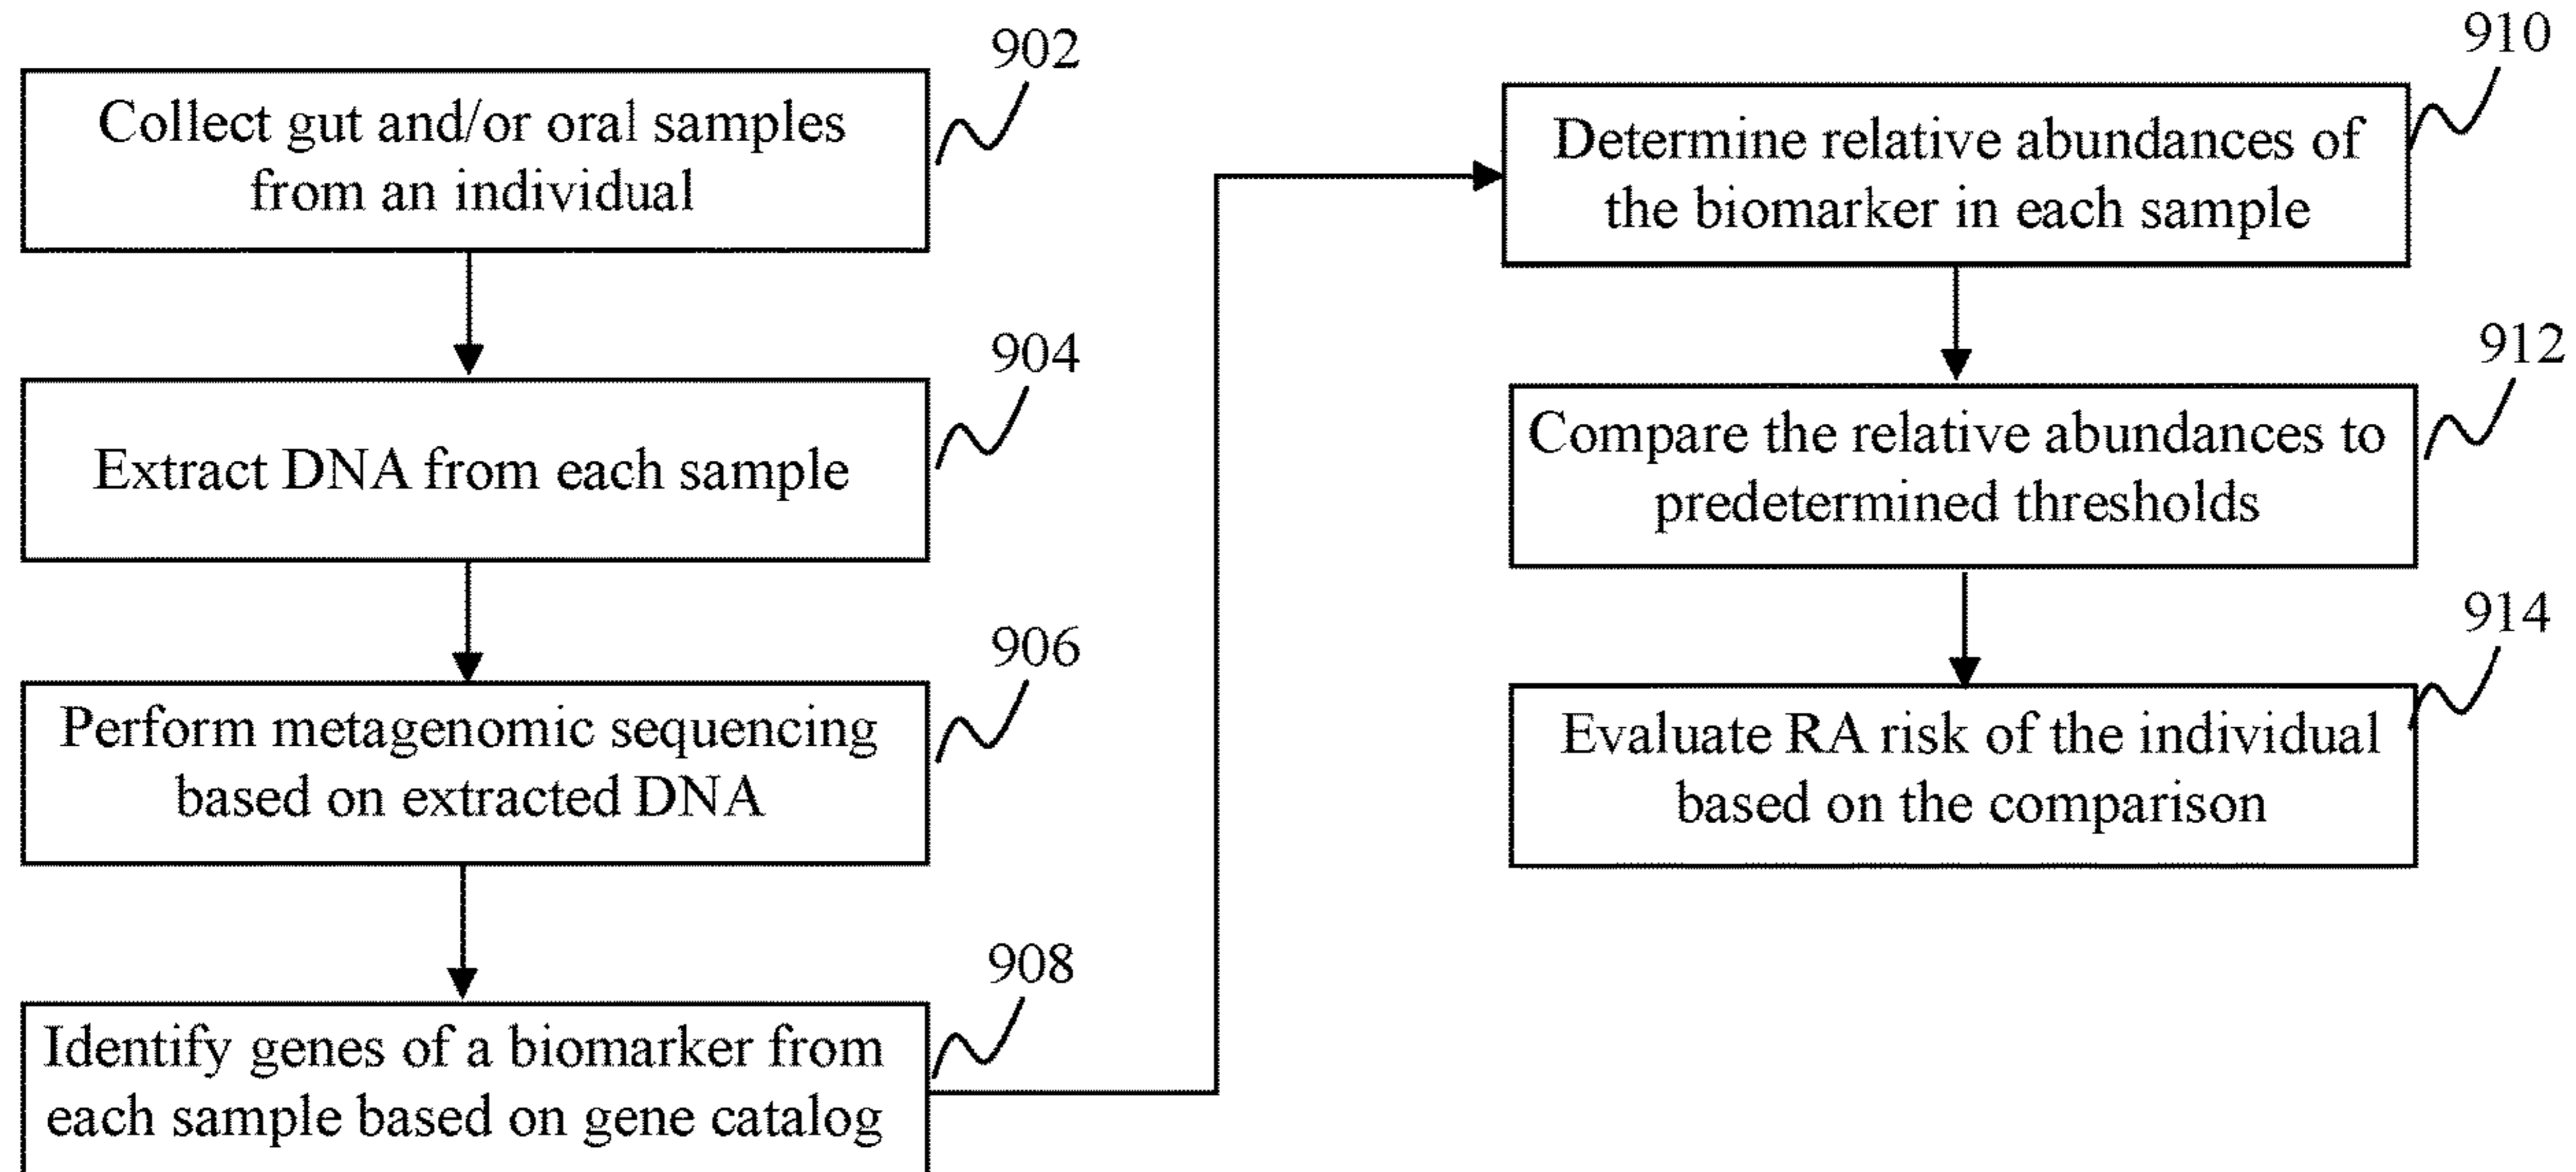 902
Collect gut and/or oral samples
from an individual
904
Extract DNA from each sample
906
Perform metagenomic sequencing
based on extracted DNA
908
Identify genes of a biomarker from
each sample based on gene catalog
910
Determine relative abundances of
the biomarker in each sample
912
Compare the relative abundances to
predetermined thresholds
914
Evaluate RA risk of the individual
based on the comparison